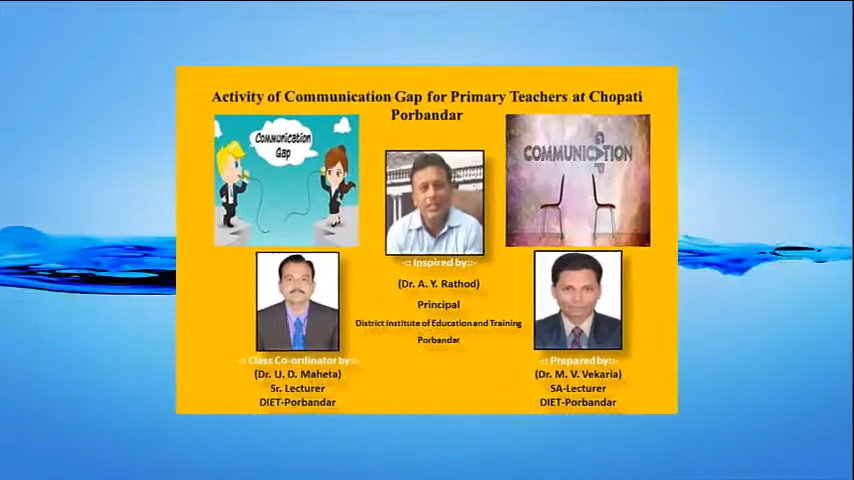 Activity of Communication Gap for Primary Teachers at Chopati
Porbandar
Communication
Gap
COMMUNICATION
GAP
-:: Inspired by::-
(Dr. A. Y. Rathod)
Principal
District Institute of Education and Training
Porbandar
-:: Class Co-ordinator by::-
(Dr. U. D. Maheta)
Sr. Lecturer
DIET-Porbandar
-:: Prepared by::-
(Dr. M. V. Vekaria)
SA-Lecturer
DIET-Porbandar